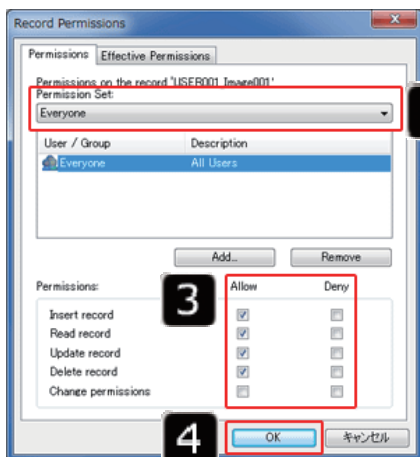 Record Permissions
Permissions
Effective Permissions
Permissions on the record 'USER001 Image001'
Permission Set:
Everyone
User / Group
Description
Everyone
All Users
Add...
Remove
3
Permissions:
Allow
Deny
Insert record
Read record
Update record
Delete record
Change permissions
4
OK
キャンセル